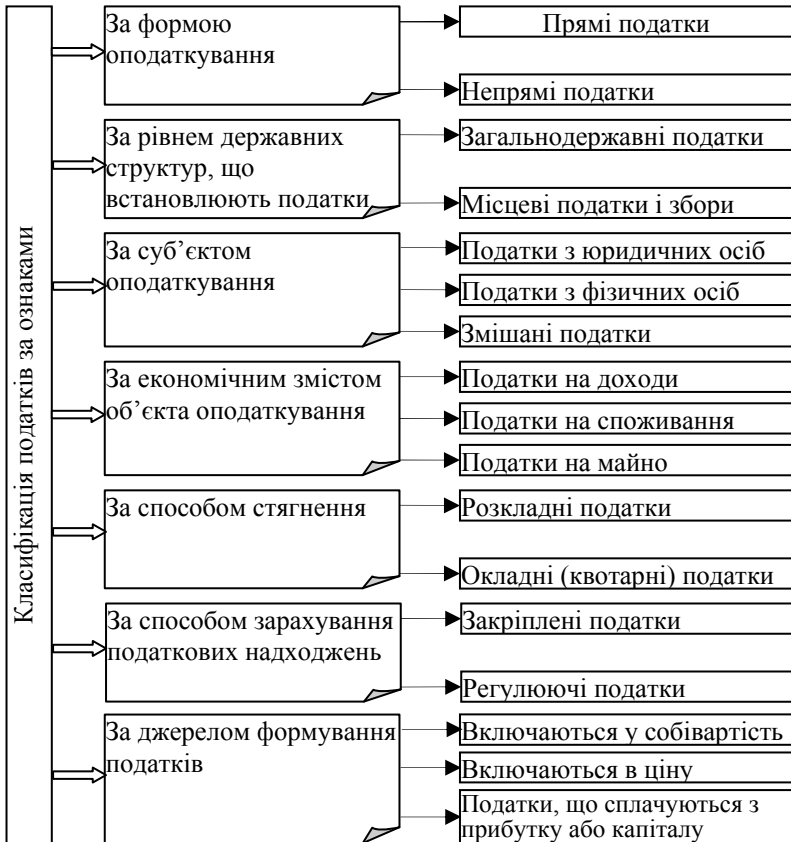 Класифікація податків за ознаками
За формою
оподаткування
Прямі податки
Непрямі податки
За рівнем державних
структур, що
встановлюють податки
Загальнодержавні податки
Місцеві податки і збори
За суб’єктом
оподаткування
Податки з юридичних осіб
Податки з фізичних осіб
Змішані податки
За економічним змістом
об’єкта оподаткування
Податки на доходи
Податки на споживання
Податки на майно
За способом стягнення
Розкладні податки
Окладні (квотарні) податки
За способом зарахування
податкових надходжень
Закріплені податки
Регулюючі податки
За джерелом формування
податків
Включаються у собівартість
Включаються в ціну
Податки, що сплачуються з
прибутку або капіталу